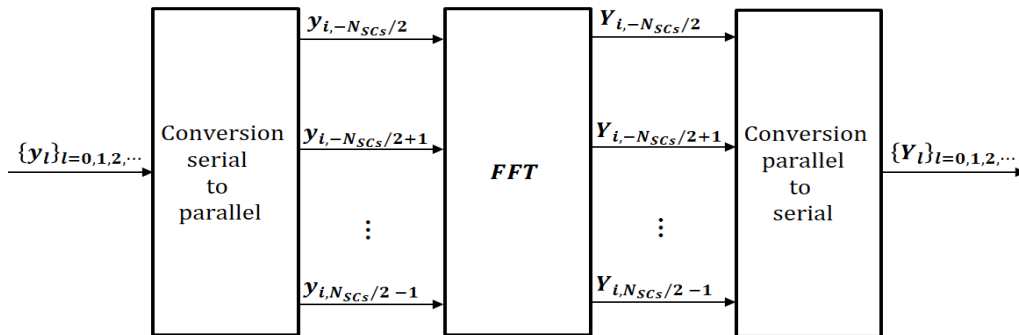 {y_l}_{l=0,1,2,⋯}
Conversion
serial
to
parallel
y_{i,−N_{SCs}/2}
y_{i,−N_{SCs}/2+1}
⋮
y_{i,N_{SCs}/2 −1}
FFT
Y_{i,−N_{SCs}/2}
Y_{i,−N_{SCs}/2+1}
⋮
Y_{i,N_{SCs}/2 −1}
Conversion
parallel
to
serial
{Y_l}_{l=0,1,2,⋯}